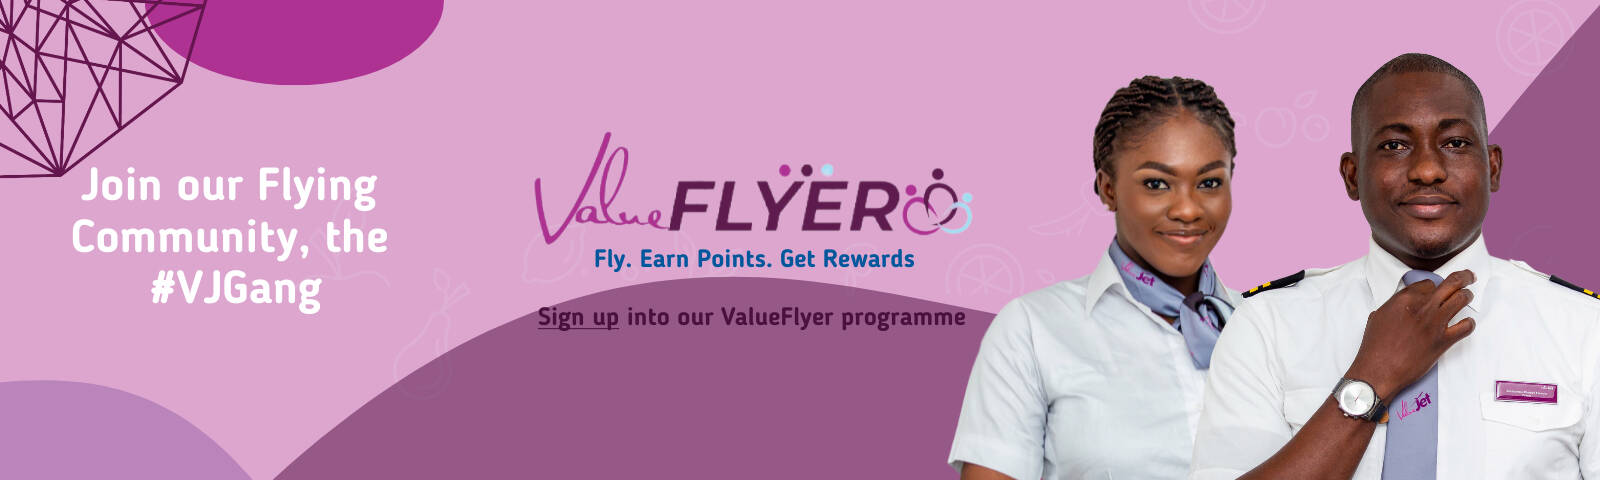 Join our Flying
Community, the
#VJGang
ValueFLYER
Fly. Earn Points. Get Rewards
Sign up into our ValueFlyer programme
ValueJet
ValueJet